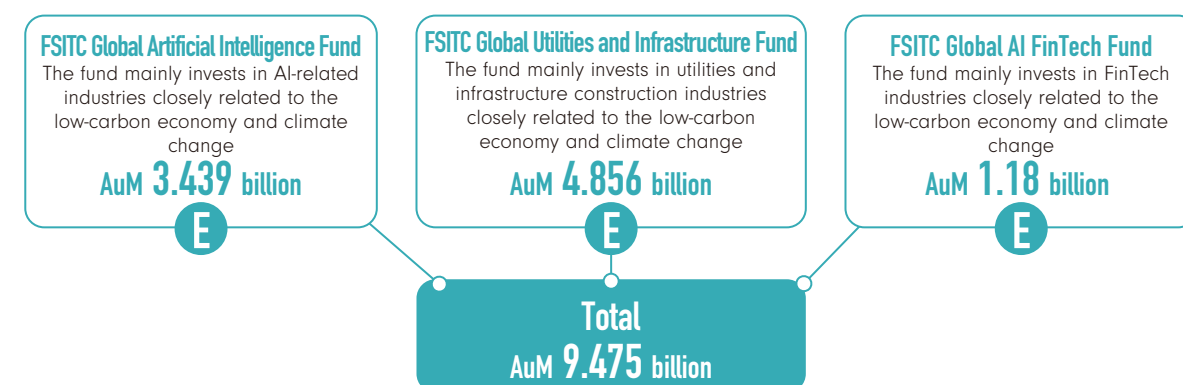 FSITC Global Artificial Intelligence Fund
The fund mainly invests in AI-related
industries closely related to the
low-carbon economy and climate
change
AuM 3.439 billion
E
FSITC Global Utilities and Infrastructure Fund
The fund mainly invests in utilities and
infrastructure construction industries
closely related to the low-carbon
economy and climate change
AuM 4.856 billion
E
FSITC Global AI FinTech Fund
The fund mainly invests in FinTech
industries closely related to the
low-carbon economy and climate
change
AuM 1.18 billion
E
Total
AuM 9.475 billion